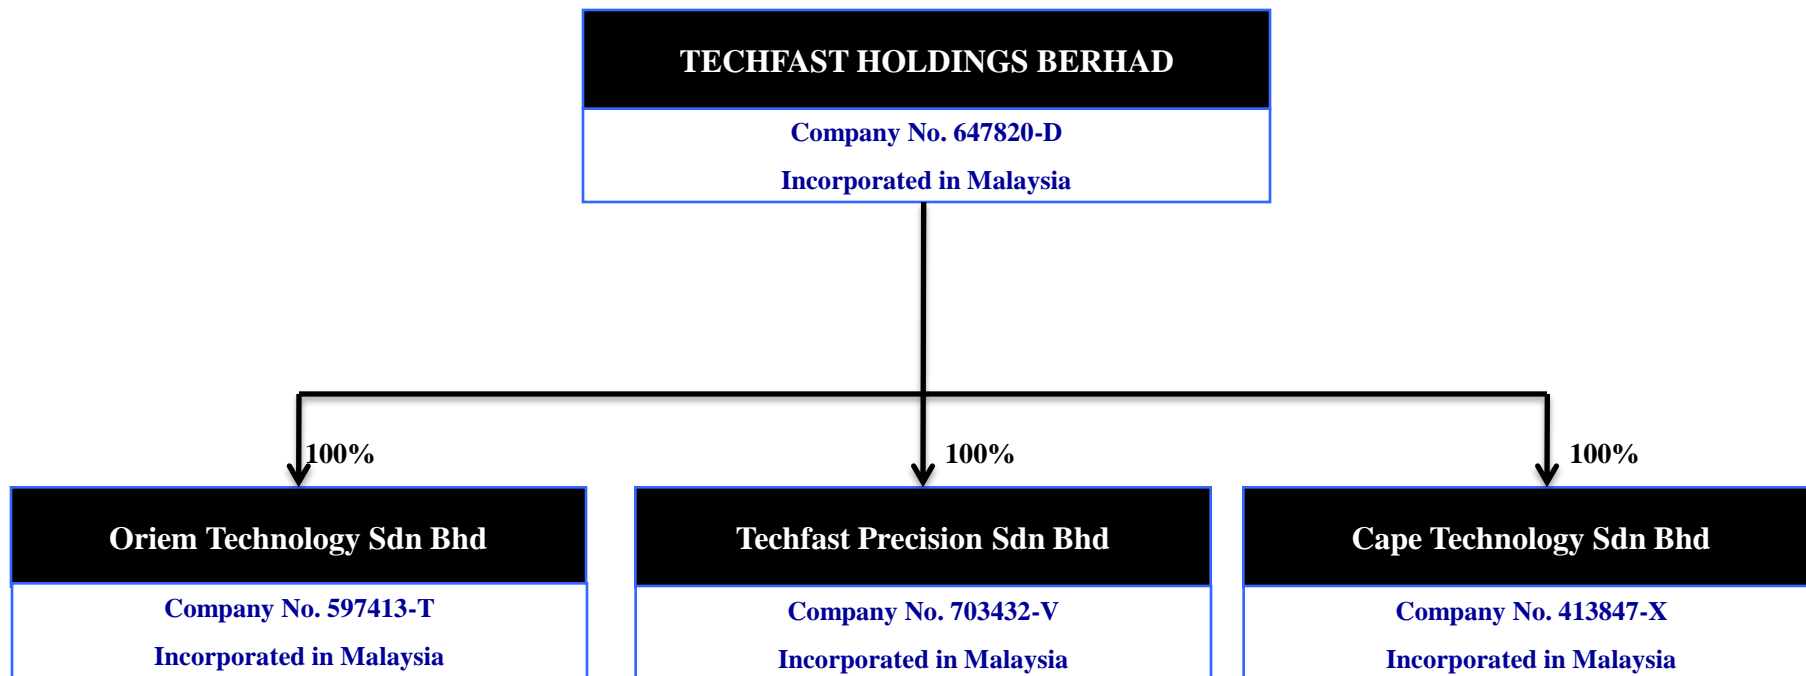 TECHFAST HOLDINGS BERHAD
Company No. 647820-D
Incorporated in Malaysia
100%
100%
100%
Oriem Technology Sdn Bhd
Company No. 597413-T
Incorporated in Malaysia
Techfast Precision Sdn Bhd
Company No. 703432-V
Incorporated in Malaysia
Cape Technology Sdn Bhd
Company No. 413847-X
Incorporated in Malaysia